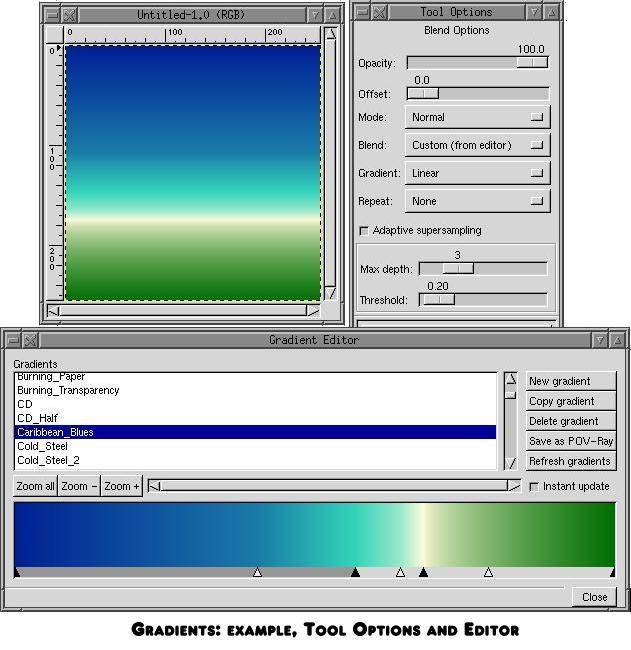 Untitled-1.0 (RGB)
0 100 200
0
100
200
Tool Options
Blend Options
100.0
Opacity:
0.0
Offset:
Mode: Normal
Blend: Custom (from editor)
Gradient: Linear
Repeat: None
Adaptive supersampling
3
Max depth:
0.20
Threshold:
Gradient Editor
Gradients
Burning_Paper
Burning_Transparency
CD
CD_Half
Caribbean_Blues
Cold_Steel
Cold_Steel_2
New gradient
Copy gradient
Delete gradient
Save as POV-Ray
Refresh gradients
Zoom all Zoom - Zoom + Instant update
Close
Gradients: example, Tool Options and Editor